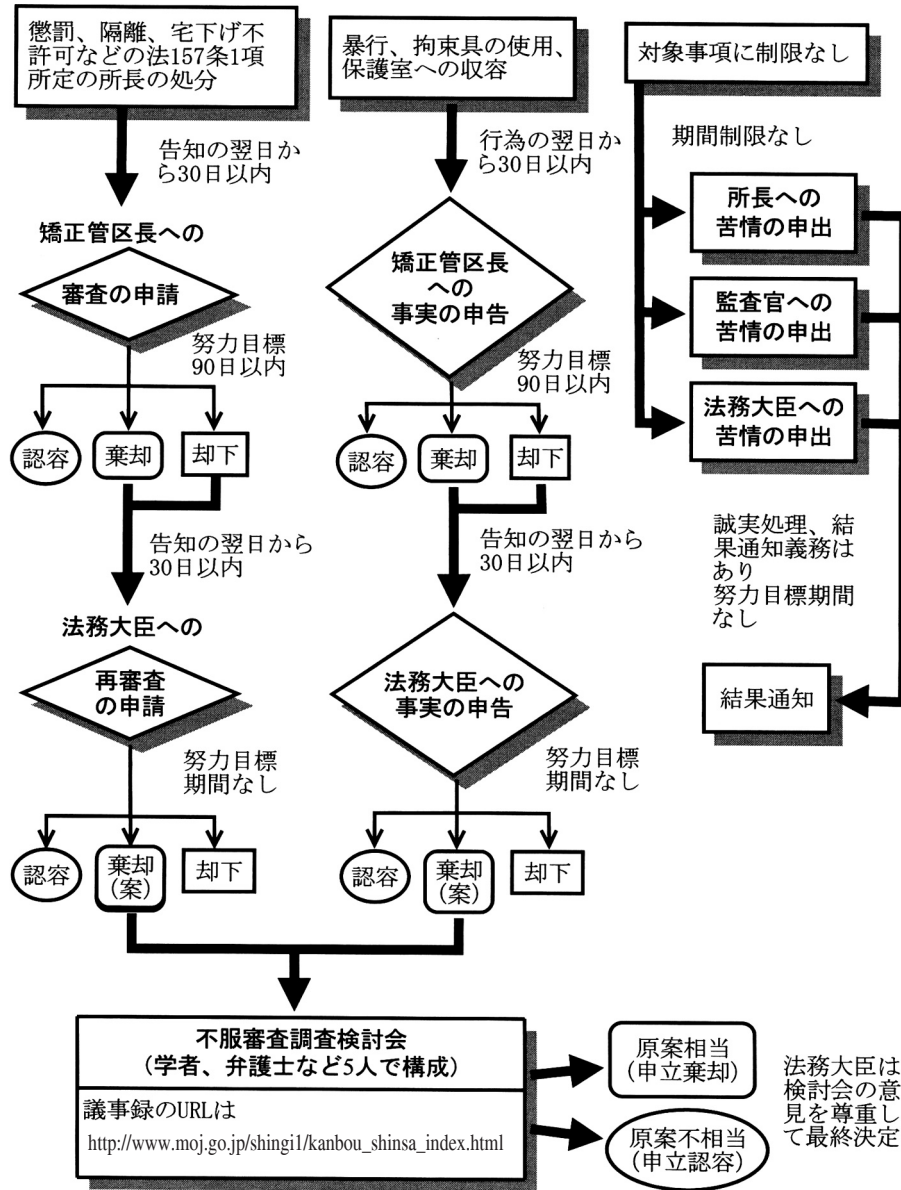 懲罰、隔離、宅下げ不
許可などの法157条1項
所定の所長の処分
告知の翌日か
ら30日以内
矯正管区長への
審査の申請
努力目標
90日以内
認容
棄却
却下
告知の翌日から
30日以内
法務大臣への
再審査
の申請
努力目標
期間なし
認容
棄却
(案)
却下
暴行、拘束具の使用、
保護室への収容
行為の翌日か
ら30日以内
矯正管区長
への
事実の申告
努力目標
90日以内
認容
棄却
却下
告知の翌日から
30日以内
法務大臣への
事実の申告
努力目標
期間なし
認容
棄却
(案)
却下
対象事項に制限なし
期間制限なし
所長への
苦情の申出
監査官への
苦情の申出
法務大臣への
苦情の申出
誠実処理、結
果通知義務は
あり
努力目標期間
なし
結果通知
不服審査調査検討会
(学者、弁護士など5人で構成)
議事録のURLは
http://www.moj.go.jp/shingi1/kanbou_shinsa_index.html
原案相当
(申立棄却)
原案不相当
(申立認容)
法務大臣は
検討会の意
見を尊重し
て最終決定